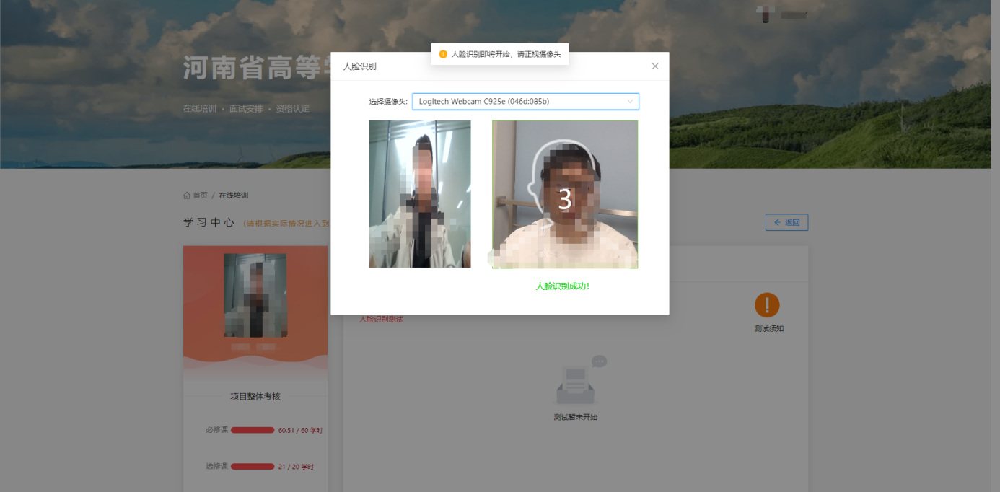 河南省高等学
在线培训 · 面试安排 · 资格认定
人脸识别即将开始，请正视摄像头
人脸识别
选择摄像头: Logitech Webcam C925e (046d:085b)
3
人脸识别成功!
首页 / 在线培训
学习中心 (请根据实际情况进入到
返回
人脸识别测试
测试须知
测试暂未开始
项目整体考核
必修课 60.51 / 60 学时
选修课 21 / 20 学时